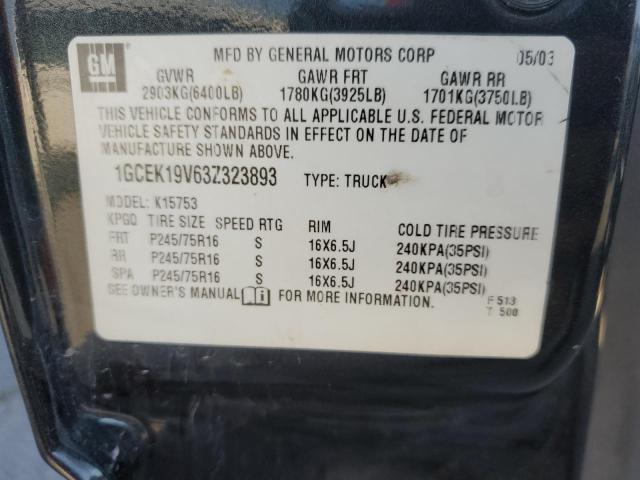 GM
MFD BY GENERAL MOTORS CORP 05/03
GVWR GAWR FRT GAWR RR
2903KG(6400LB) 1780KG(3925LB) 1701KG(3750LB)
THIS VEHICLE CONFORMS TO ALL APPLICABLE U.S. FEDERAL MOTOR
VEHICLE SAFETY STANDARDS IN EFFECT ON THE DATE OF
MANUFACTURE SHOWN ABOVE.
1GCEK19V63Z323893 TYPE: TRUCK
MODEL: K15753
KPGQ TIRE SIZE SPEED RTG RIM COLD TIRE PRESSURE
FRT P245/75R16 S 16X6.5J 240KPA(35PSI)
RR P245/75R16 S 16X6.5J 240KPA(35PSI)
SPA P245/75R16 S 16X6.5J 240KPA(35PSI)
SEE OWNER'S MANUAL FOR MORE INFORMATION.
F 513
T 500